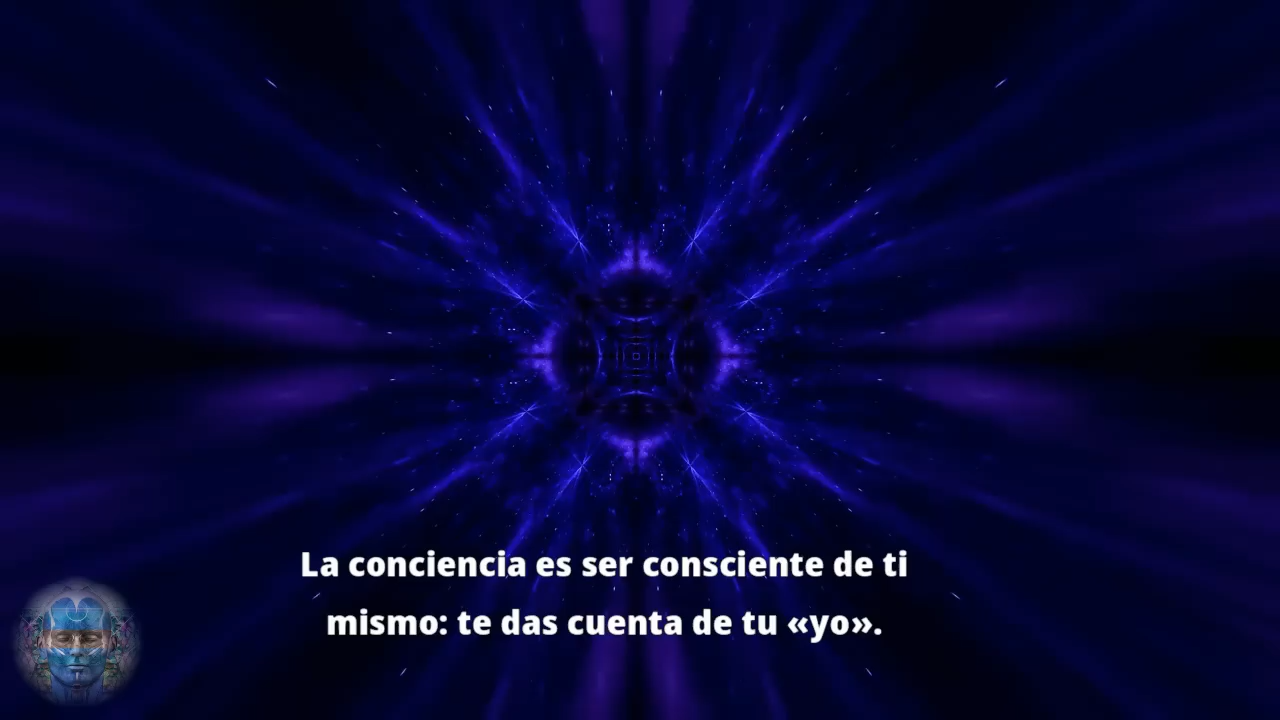 La conciencia es ser consciente de ti
mismo: te das cuenta de tu «yo».